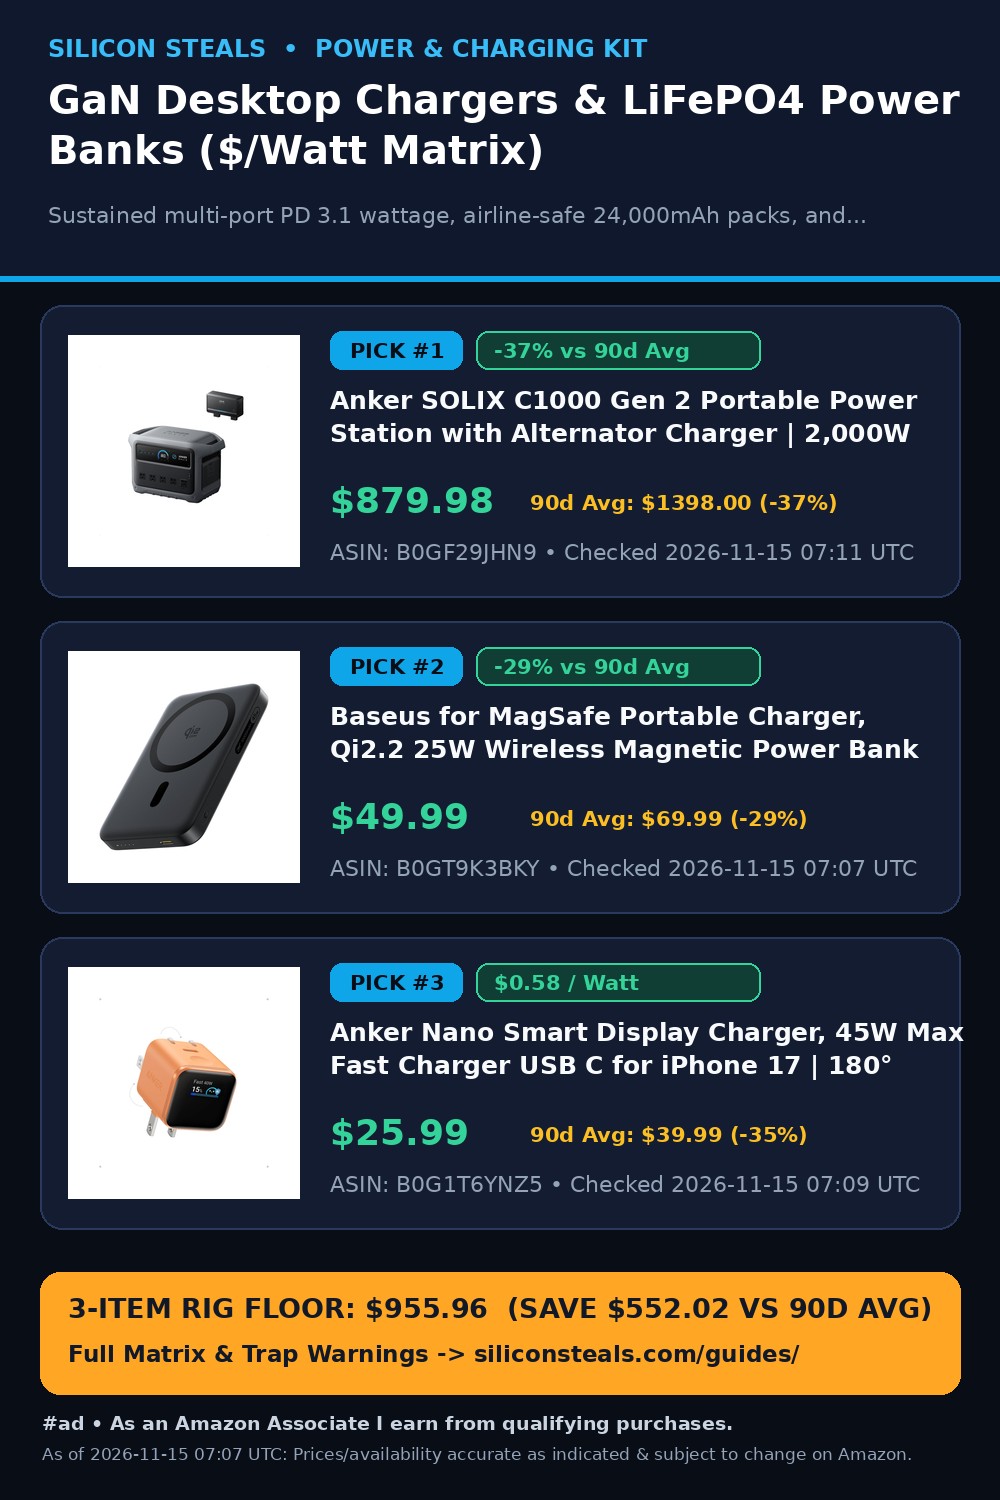 SILICON STEALS • POWER & CHARGING KIT
GaN Desktop Chargers & LiFePO4 Power
Banks ($/Watt Matrix)
Sustained multi-port PD 3.1 wattage, airline-safe 24,000mAh packs, and...
PICK #1
-37% vs 90d Avg
Anker SOLIX C1000 Gen 2 Portable Power
Station with Alternator Charger | 2,000W
$879.98
90d Avg: $1398.00 (-37%)
ASIN: B0GF29JHN9 • Checked 2026-11-15 07:11 UTC
PICK #2
-29% vs 90d Avg
Baseus for MagSafe Portable Charger,
Qi2.2 25W Wireless Magnetic Power Bank
$49.99
90d Avg: $69.99 (-29%)
ASIN: B0GT9K3BKY • Checked 2026-11-15 07:07 UTC
PICK #3
$0.58 / Watt
Anker Nano Smart Display Charger, 45W Max
Fast Charger USB C for iPhone 17 | 180°
$25.99
90d Avg: $39.99 (-35%)
ASIN: B0G1T6YNZ5 • Checked 2026-11-15 07:09 UTC
3-ITEM RIG FLOOR: $955.96 (SAVE $552.02 VS 90D AVG)
Full Matrix & Trap Warnings -> siliconsteals.com/guides/
#ad • As an Amazon Associate I earn from qualifying purchases.
As of 2026-11-15 07:07 UTC: Prices/availability accurate as indicated & subject to change on Amazon.